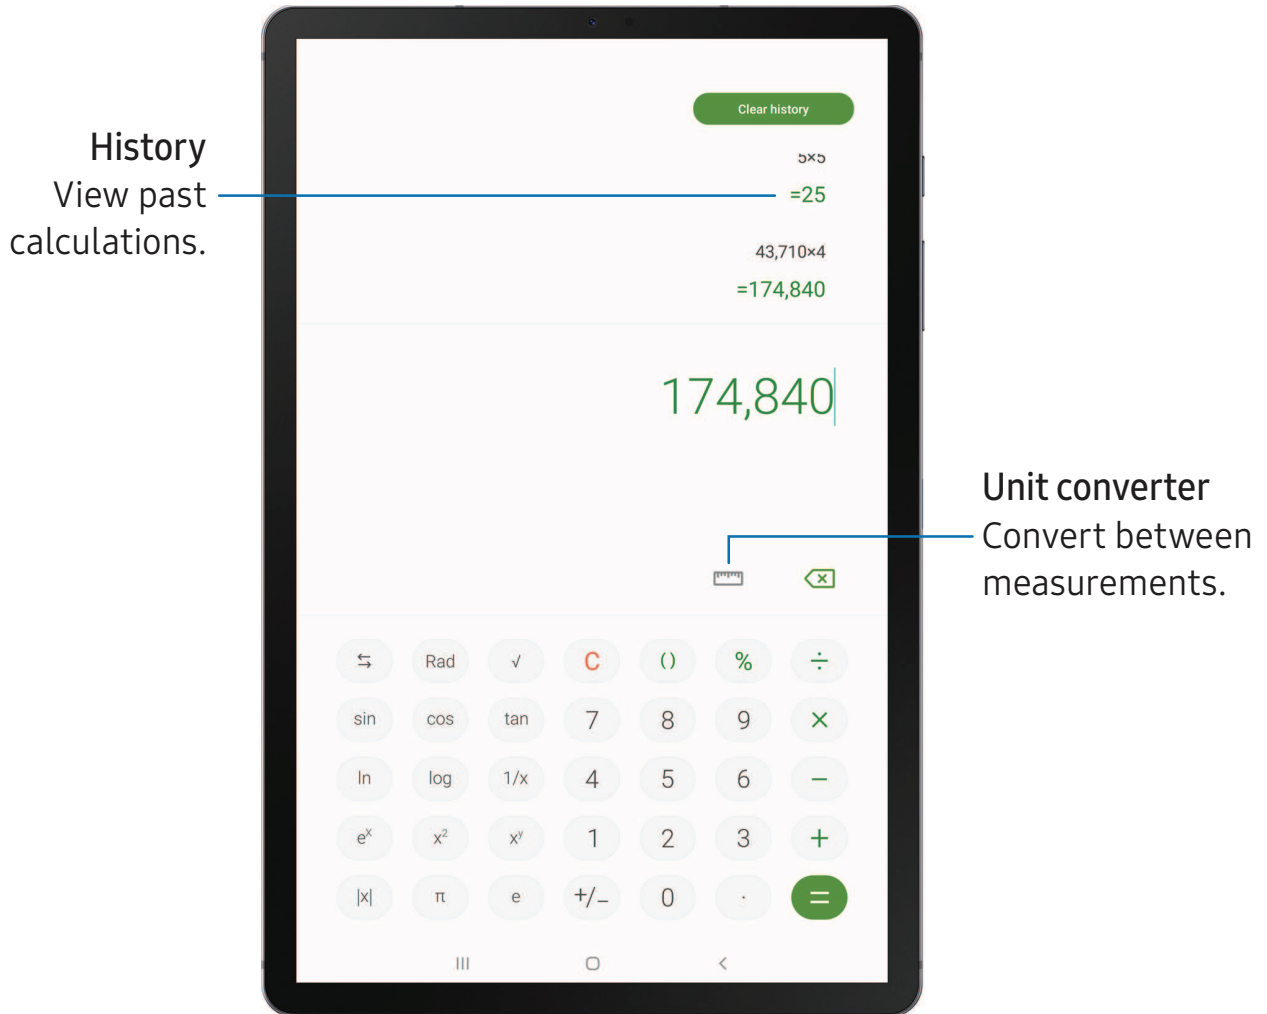 Clear history
History
View past
calculations.
5×5
=25
43,710×4
=174,840
174,840
Unit converter
Convert between
measurements.
⇆ Rad √ C () % ÷
sin cos tan 7 8 9 ×
ln log 1/x 4 5 6 −
eˣ x² xʸ 1 2 3 +
|x| π e +/− 0 . =